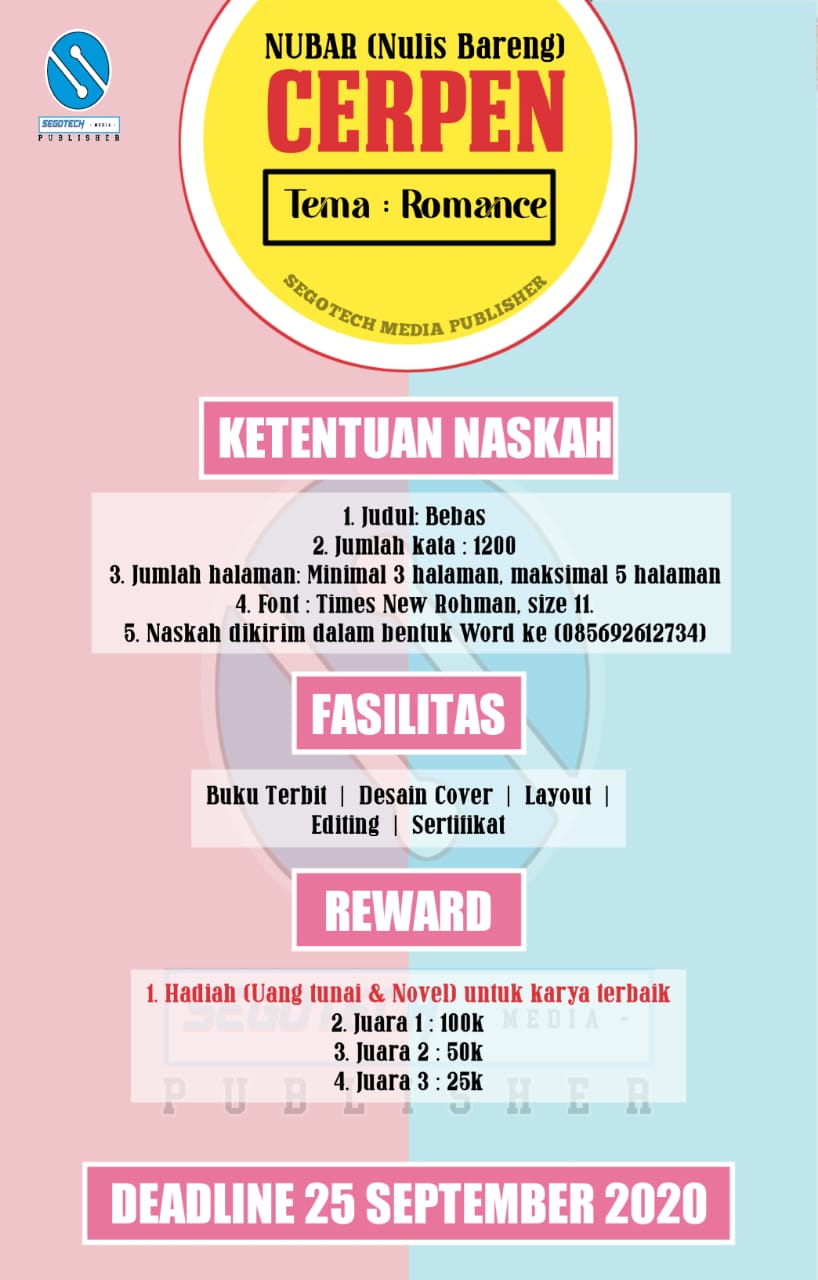 SEGOTECH - MEDIA -
PUBLISHER
NUBAR (Nulis Bareng)
CERPEN
Tema : Romance
SEGOTECH MEDIA PUBLISHER
KETENTUAN NASKAH
1. Judul: Bebas
2. Jumlah kata : 1200
3. Jumlah halaman: Minimal 3 halaman, maksimal 5 halaman
4. Font : Times New Rohman, size 11.
5. Naskah dikirim dalam bentuk Word ke (085692612734)
FASILITAS
Buku Terbit | Desain Cover | Layout |
Editing | Sertifikat
REWARD
1. Hadiah (Uang tunai & Novel) untuk karya terbaik
2. Juara 1 : 100k
3. Juara 2 : 50k
4. Juara 3 : 25k
SEGOTECH - MEDIA -
PUBLISHER
DEADLINE 25 SEPTEMBER 2020